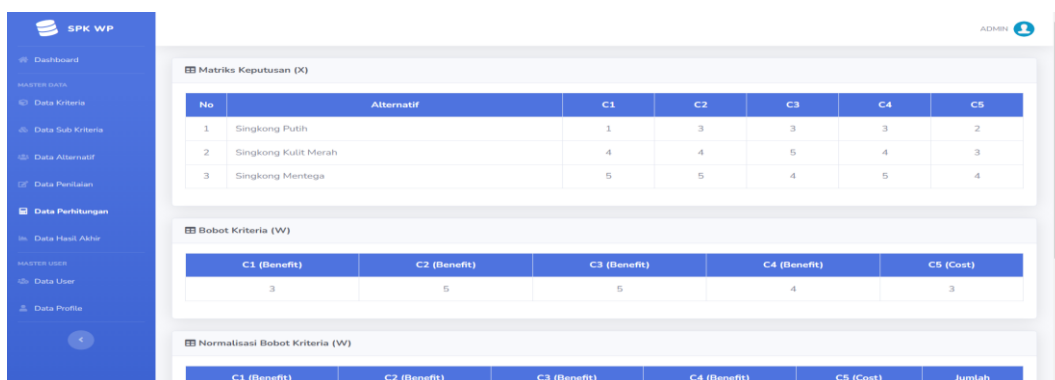 SPK WP
ADMIN
Dashboard
MASTER DATA
Data Kriteria
Data Sub Kriteria
Data Alternatif
Data Penilaian
Data Perhitungan
Data Hasil Akhir
MASTER USER
Data User
Data Profile
Matriks Keputusan (X)
No Alternatif C1 C2 C3 C4 C5
1 Singkong Putih 1 3 3 3 2
2 Singkong Kulit Merah 4 4 5 4 3
3 Singkong Mentega 5 5 4 5 4
Bobot Kriteria (W)
C1 (Benefit) C2 (Benefit) C3 (Benefit) C4 (Benefit) C5 (Cost)
3 5 5 4 3
Normalisasi Bobot Kriteria (W)
C1 (Benefit) C2 (Benefit) C3 (Benefit) C4 (Benefit) C5 (Cost) Jumlah